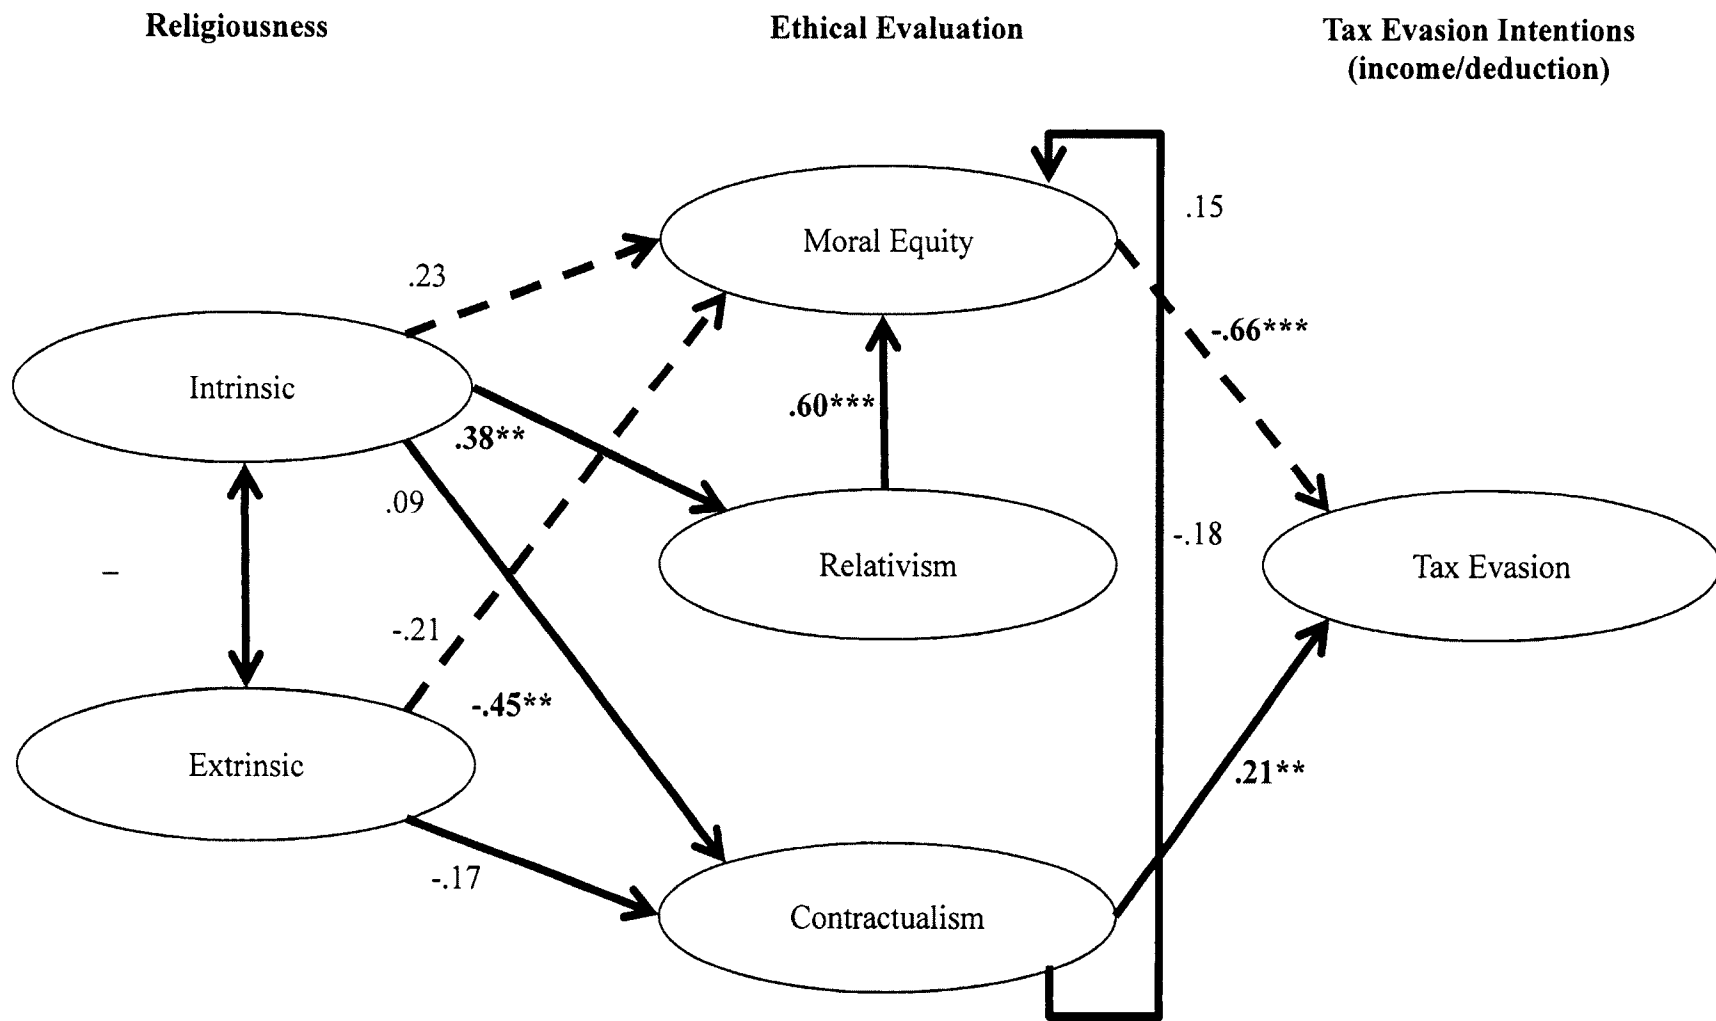 Religiousness
Ethical Evaluation
Tax Evasion Intentions
(income/deduction)
.15
Moral Equity
.23
-.66***
Intrinsic
.60***
.38**
.09
-.18
–
Relativism
Tax Evasion
-.21
-.45**
Extrinsic
.21**
-.17
Contractualism